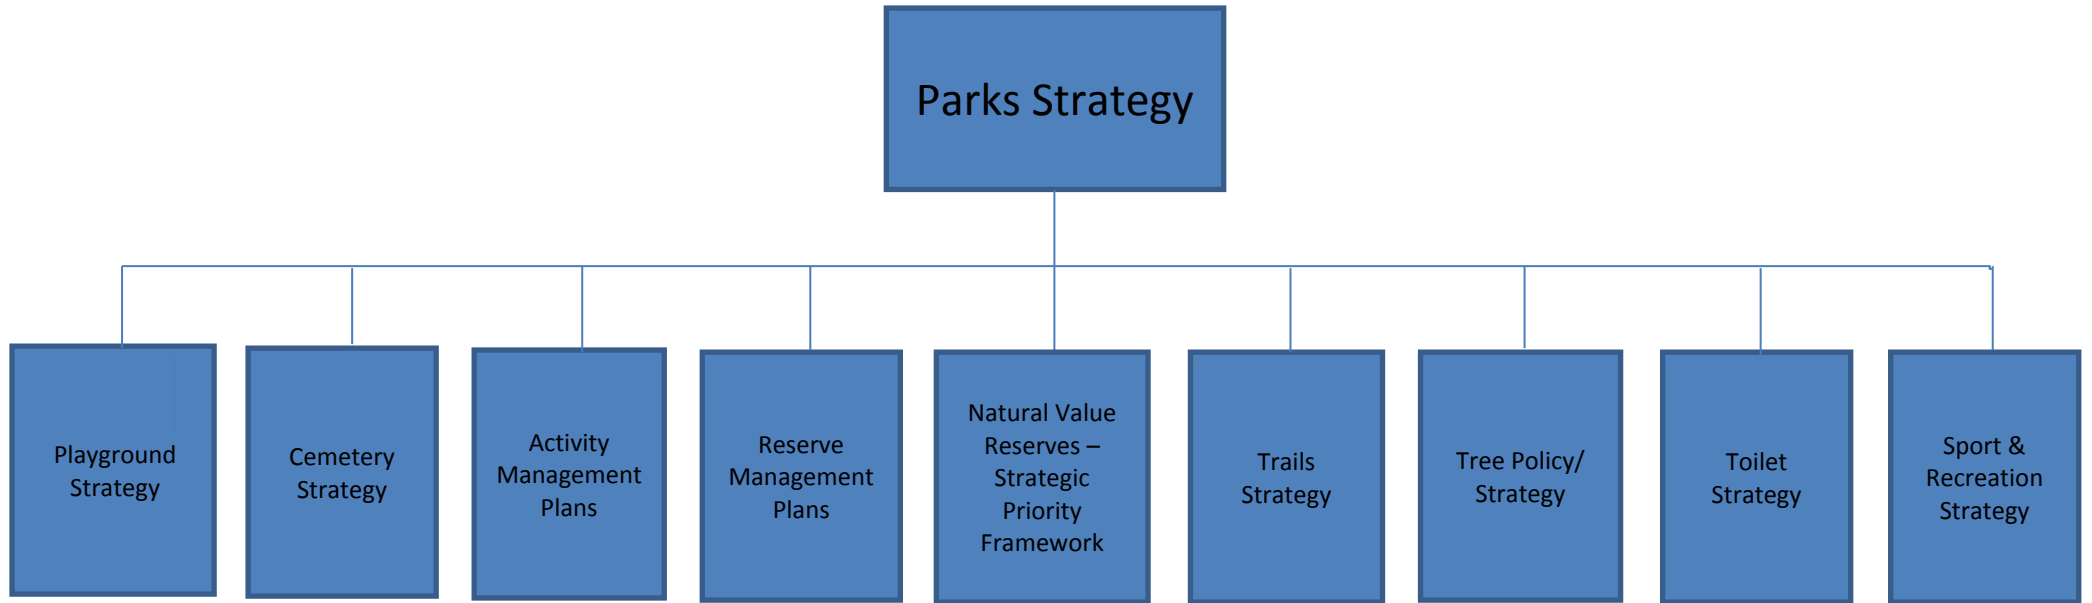 Parks Strategy
Playground
Strategy
Cemetery
Strategy
Activity
Management
Plans
Reserve
Management
Plans
Natural Value
Reserves –
Strategic
Priority
Framework
Trails
Strategy
Tree Policy/
Strategy
Toilet
Strategy
Sport &
Recreation
Strategy